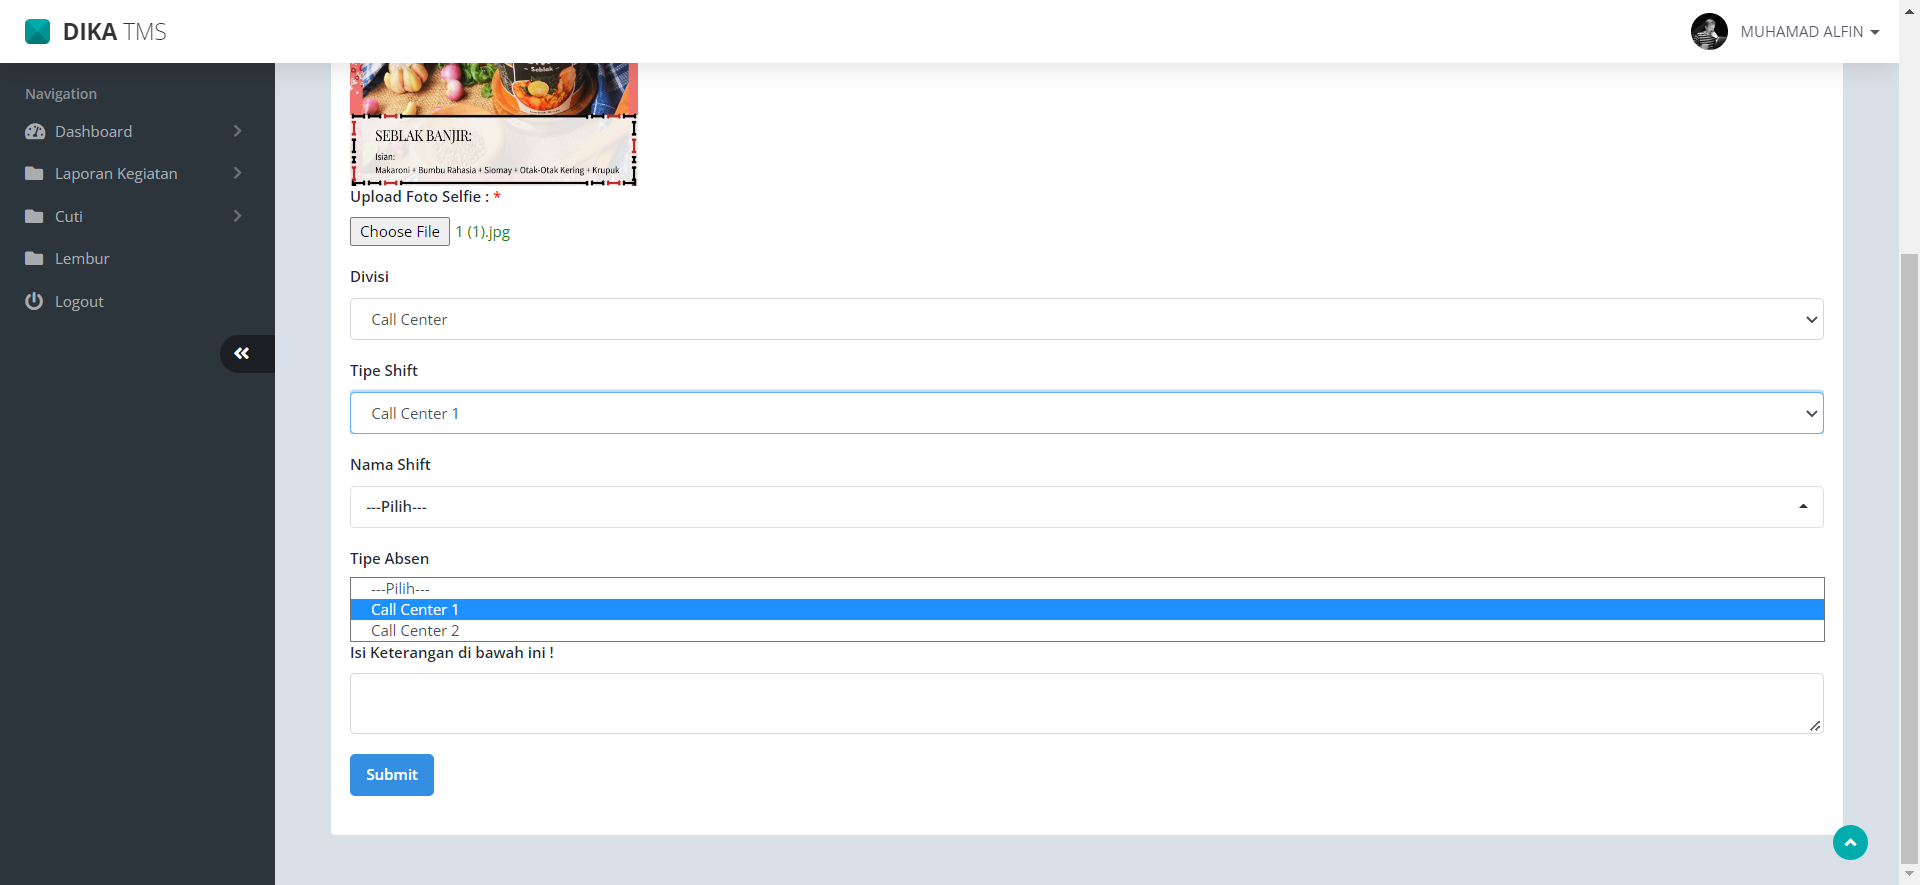 DIKA TMS
MUHAMAD ALFIN
Navigation
Dashboard
Laporan Kegiatan
Cuti
Lembur
Logout
Seblak
SEBLAK BANJIR:
Isian:
Makaroni + Bumbu Rahasia + Siomay + Otak-Otak Kering + Krupuk
Upload Foto Selfie : *
Choose File 1 (1).jpg
Divisi
Call Center
Tipe Shift
Call Center 1
Nama Shift
---Pilih---
Tipe Absen
---Pilih---
Call Center 1
Call Center 2
Isi Keterangan di bawah ini !
Submit